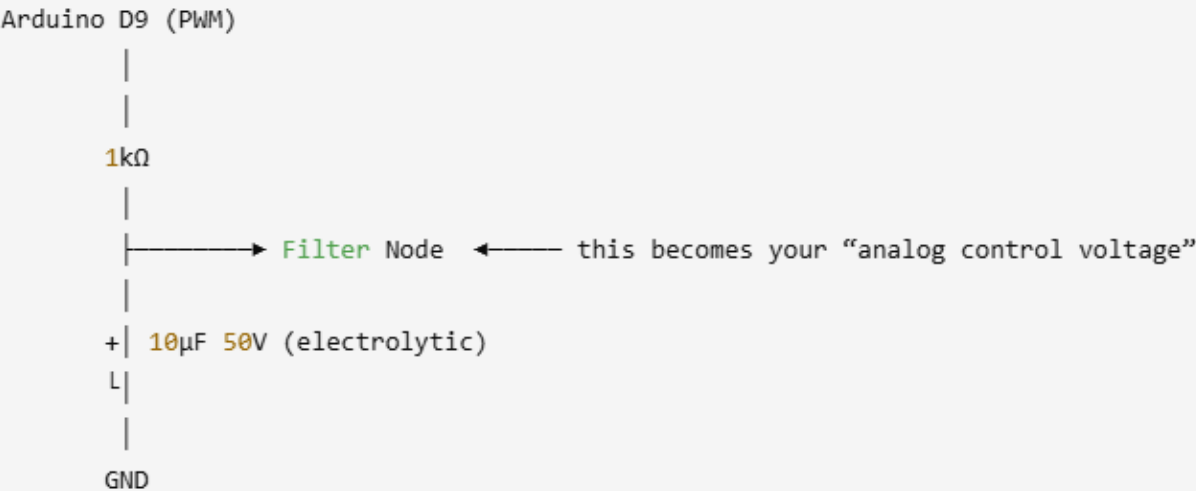 Arduino D9 (PWM)
1kΩ
Filter Node this becomes your “analog control voltage”
+ 10µF 50V (electrolytic)
GND